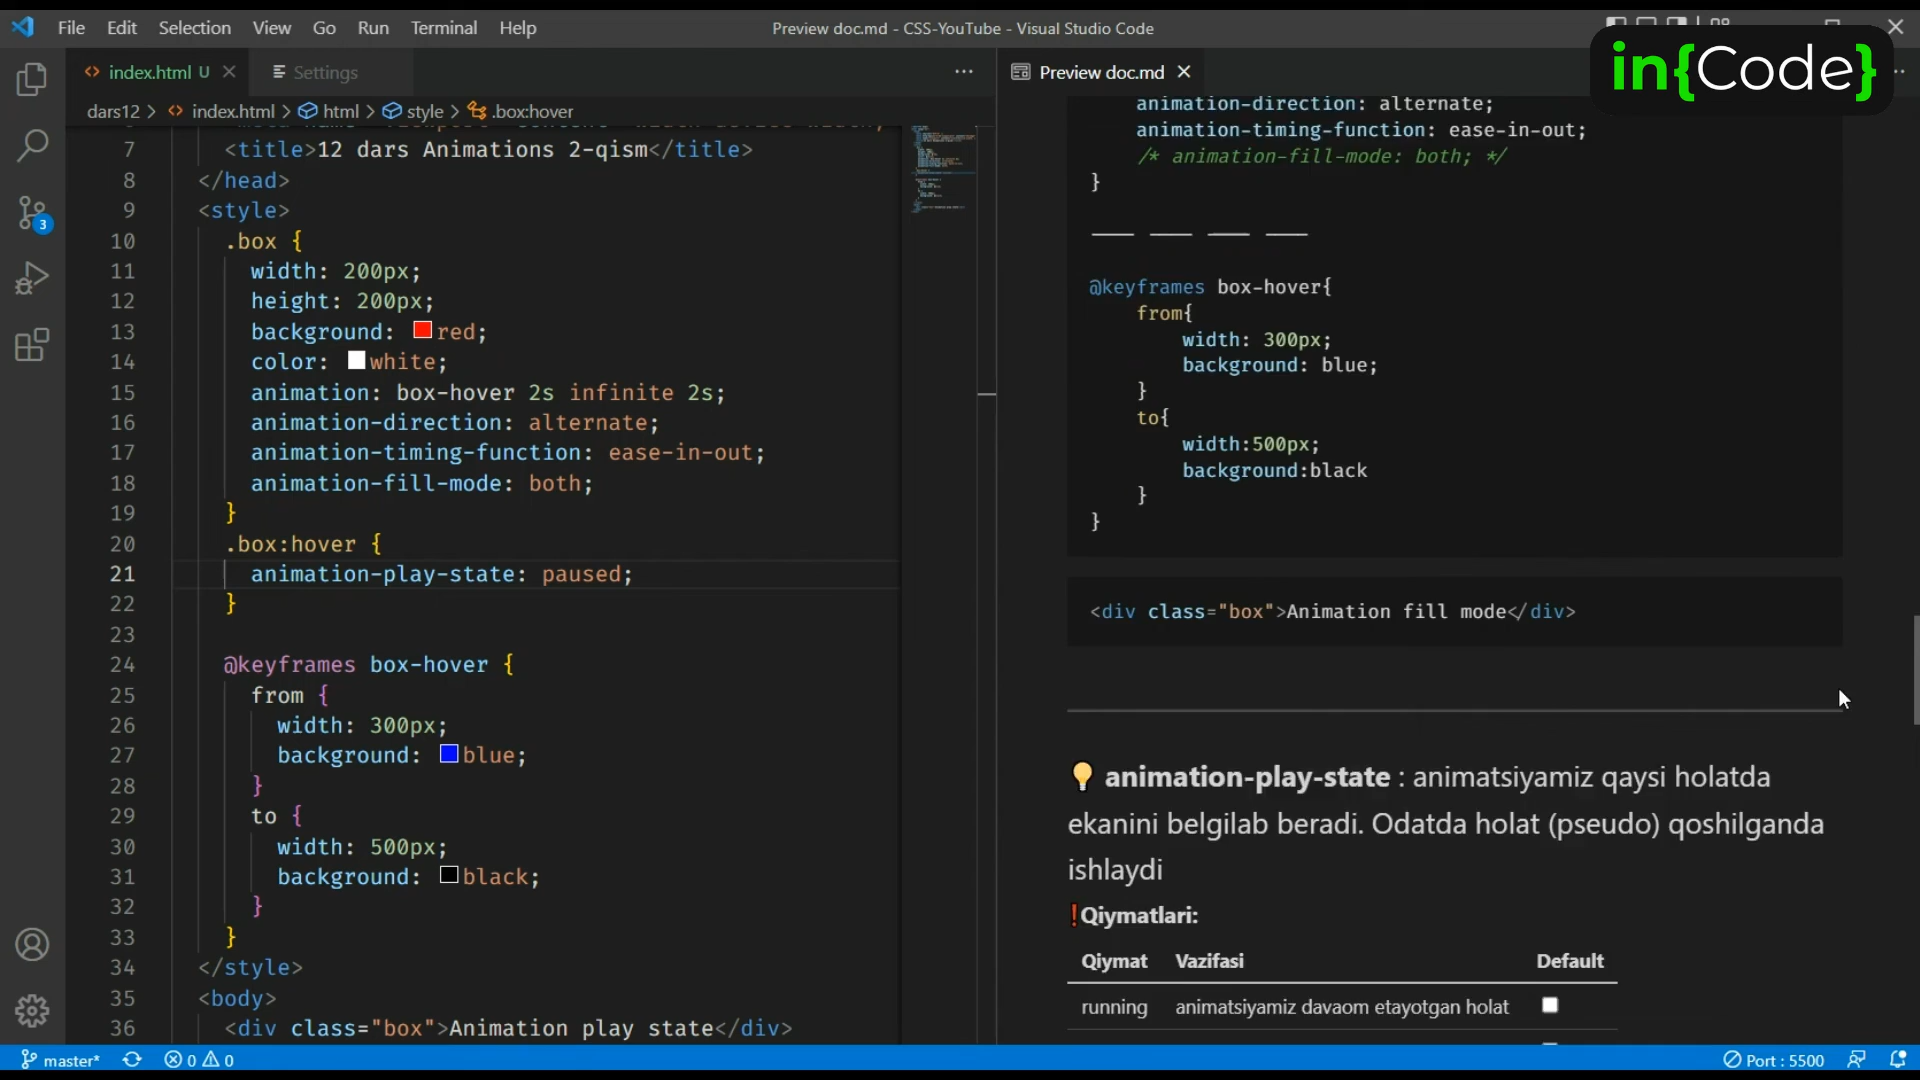 File Edit Selection View Go Run Terminal Help
Preview doc.md - CSS-YouTube - Visual Studio Code
in{Code}
index.html U
Settings
Preview doc.md
dars12 > index.html > html > style > .box:hover
7 <title>12 dars Animations 2-qism</title>
8 </head>
9 <style>
10 .box {
11 width: 200px;
12 height: 200px;
13 background: red;
14 color: white;
15 animation: box-hover 2s infinite 2s;
16 animation-direction: alternate;
17 animation-timing-function: ease-in-out;
18 animation-fill-mode: both;
19 }
20 .box:hover {
21 animation-play-state: paused;
22 }
23
24 @keyframes box-hover {
25 from {
26 width: 300px;
27 background: blue;
28 }
29 to {
30 width: 500px;
31 background: black;
32 }
33 }
34 </style>
35 <body>
36 <div class="box">Animation play state</div>
animation-direction: alternate;
animation-timing-function: ease-in-out;
/* animation-fill-mode: both; */
}
____ ____ ____ ____
@keyframes box-hover{
from{
width: 300px;
background: blue;
}
to{
width:500px;
background:black
}
}
<div class="box">Animation fill mode</div>
💡 animation-play-state : animatsiyamiz qaysi holatda
ekanini belgilab beradi. Odatda holat (pseudo) qoshilganda
ishlaydi
❗Qiymatlari:
Qiymat Vazifasi Default
running animatsiyamiz davaom etayotgan holat
3
master* 0 0
Port : 5500